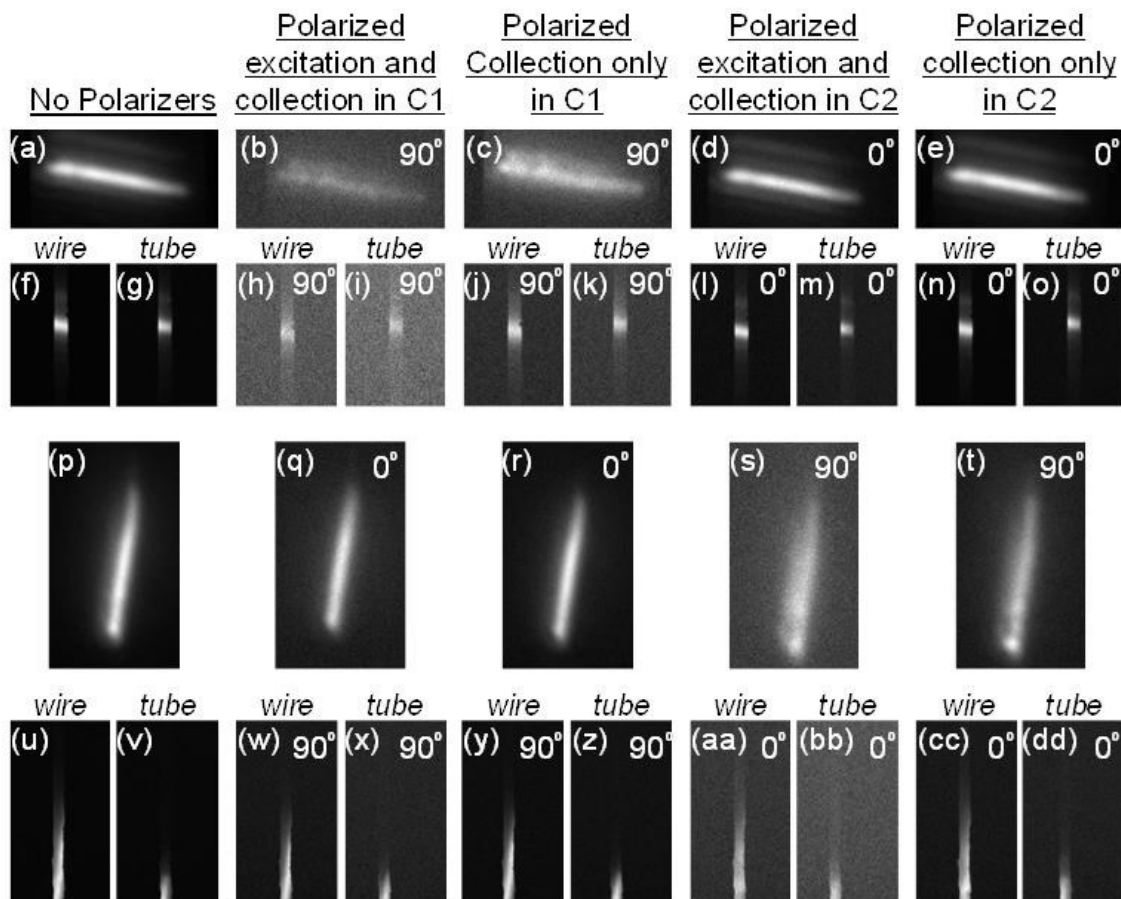 No Polarizers
Polarized
excitation and
collection in C1
Polarized
Collection only
in C1
Polarized
excitation and
collection in C2
Polarized
collection only
in C2
(a)
(b) 90°
(c) 90°
(d) 0°
(e) 0°
wire tube wire tube wire tube wire tube wire tube
(f) (g) (h) 90° (i) 90° (j) 90° (k) 90° (l) 0° m) 0° (n) 0° (o) 0°
(p)
(q) 0°
(r) 0°
(s) 90°
(t) 90°
wire tube wire tube wire tube wire tube wire tube
(u) (v) (w) 90° (x) 90° (y) 90° (z) 90° (aa) 0° (bb) 0° (cc) 0° (dd) 0°